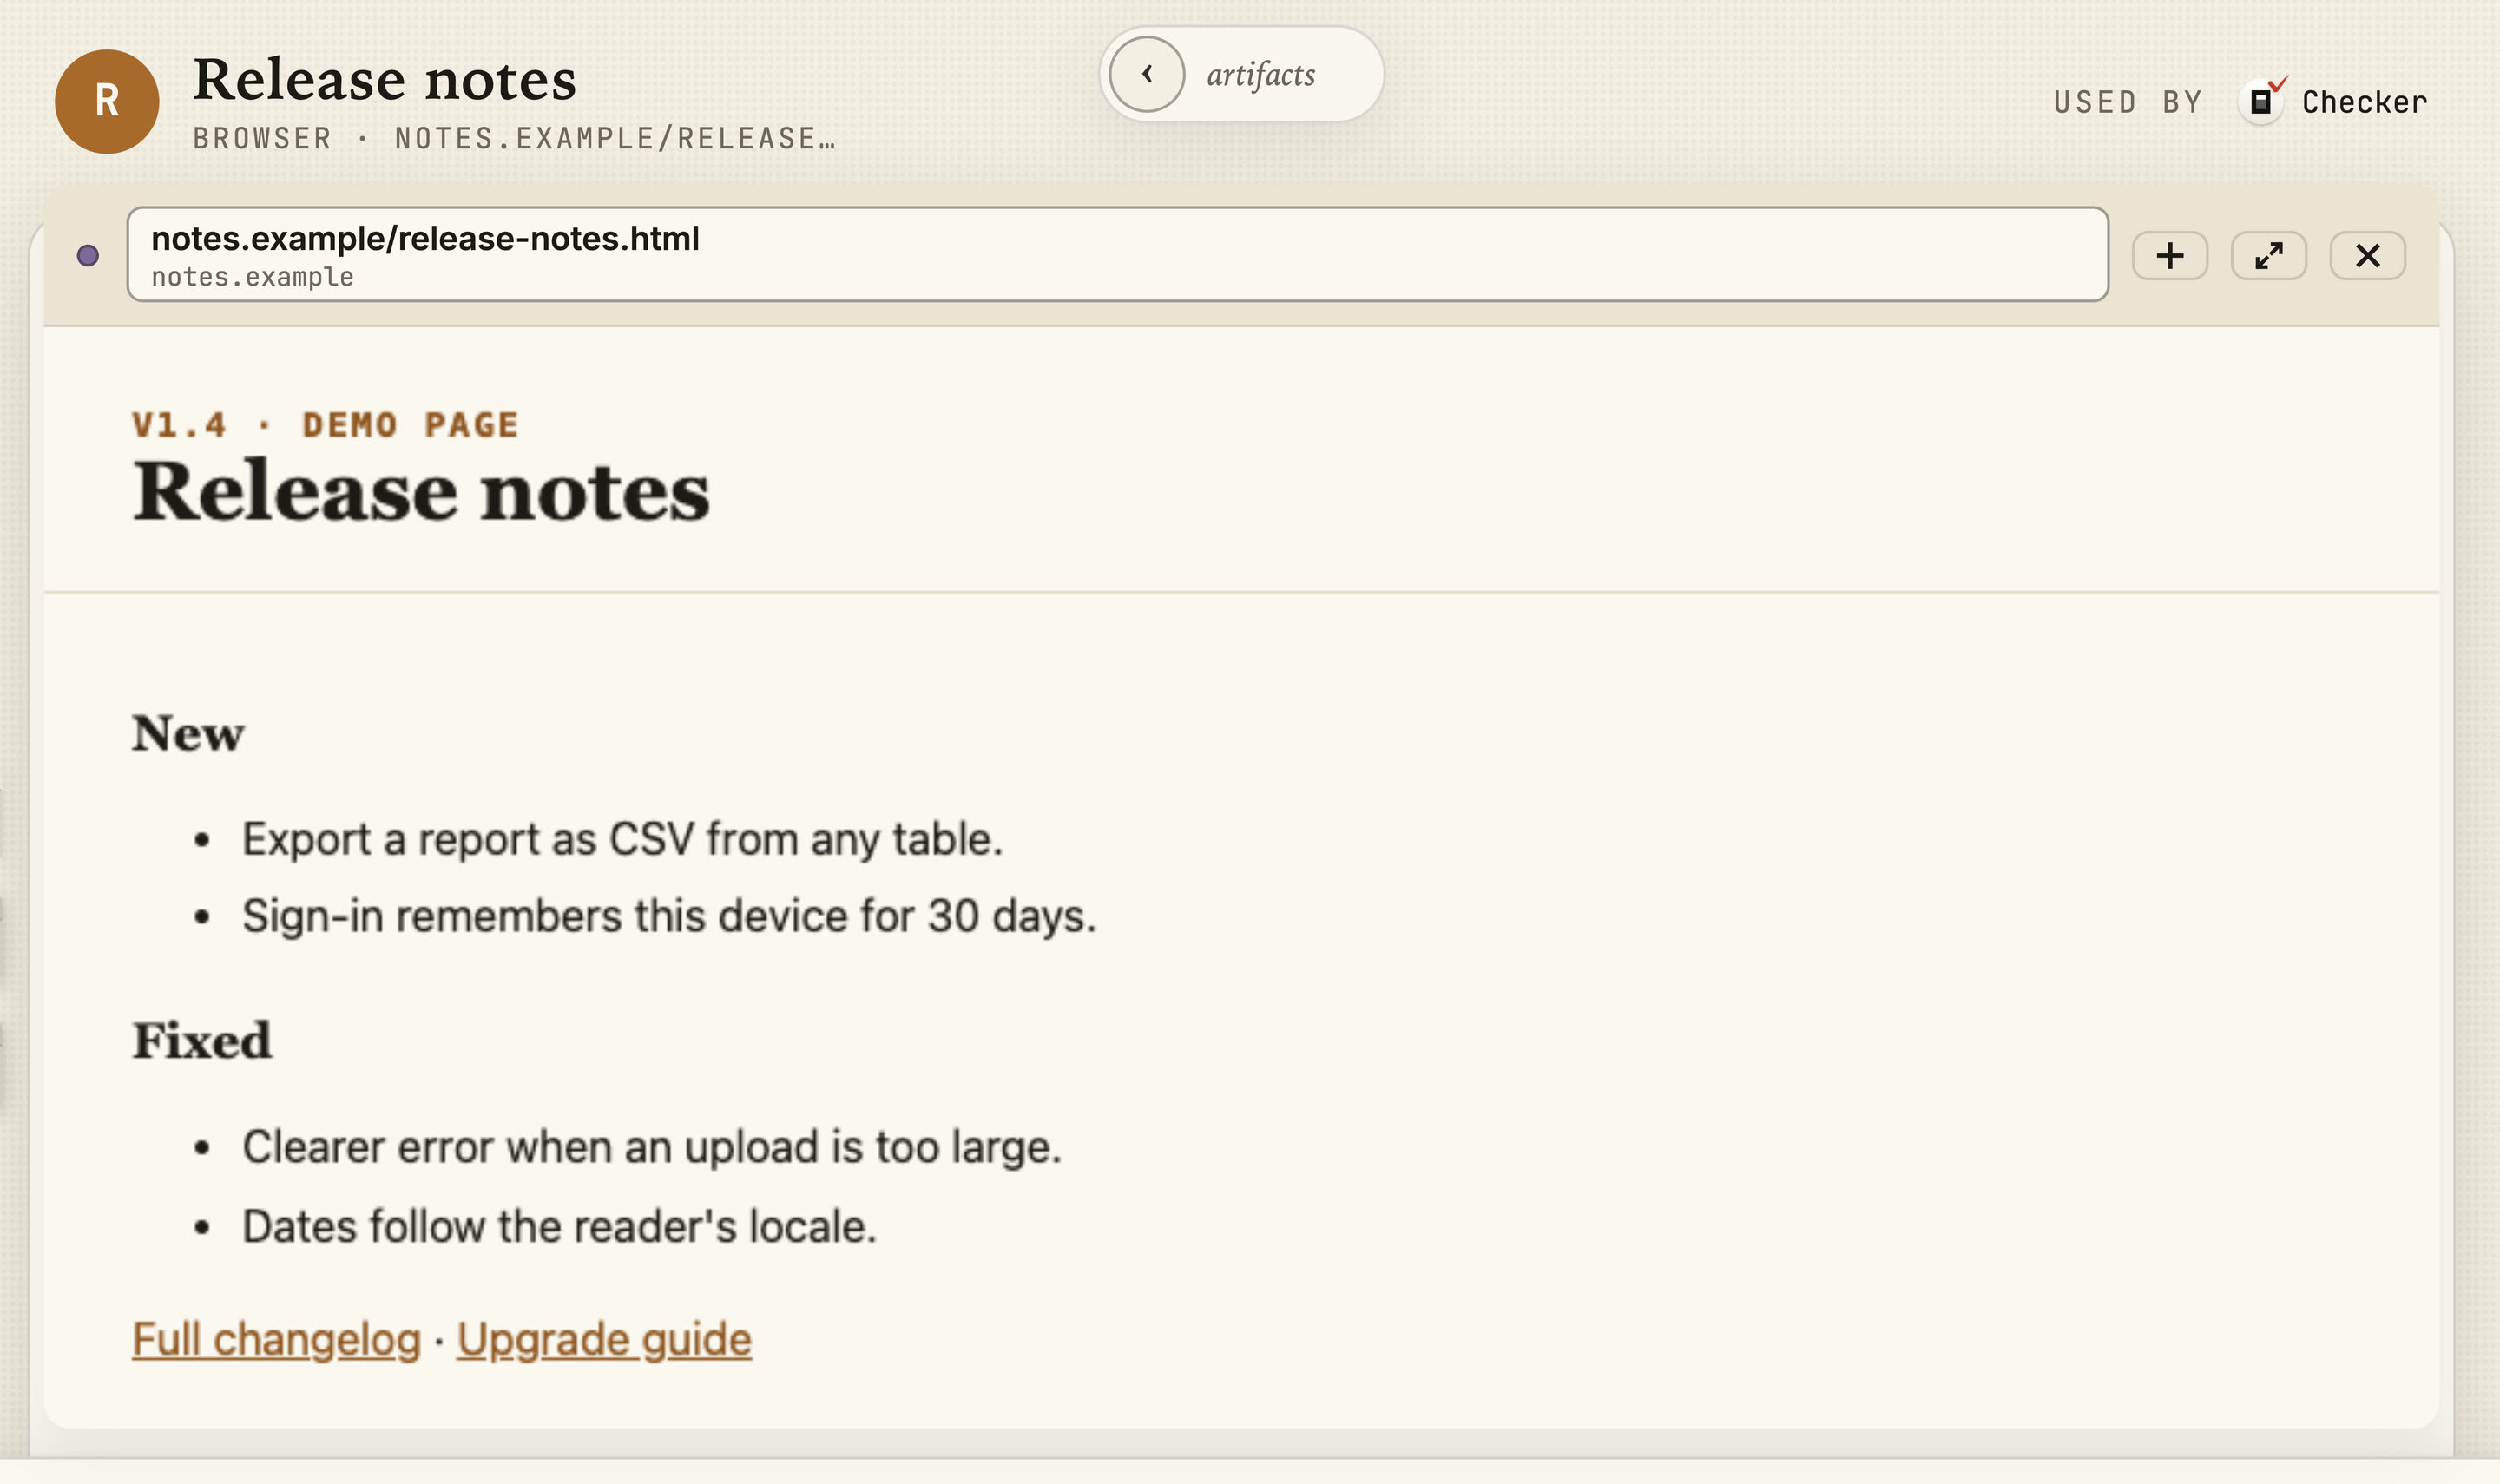 R
Release notes
BROWSER · NOTES.EXAMPLE/RELEASE…
‹ artifacts
USED BY Checker
notes.example/release-notes.html
notes.example
V1.4 · DEMO PAGE
Release notes
New
• Export a report as CSV from any table.
• Sign-in remembers this device for 30 days.
Fixed
• Clearer error when an upload is too large.
• Dates follow the reader's locale.
Full changelog · Upgrade guide